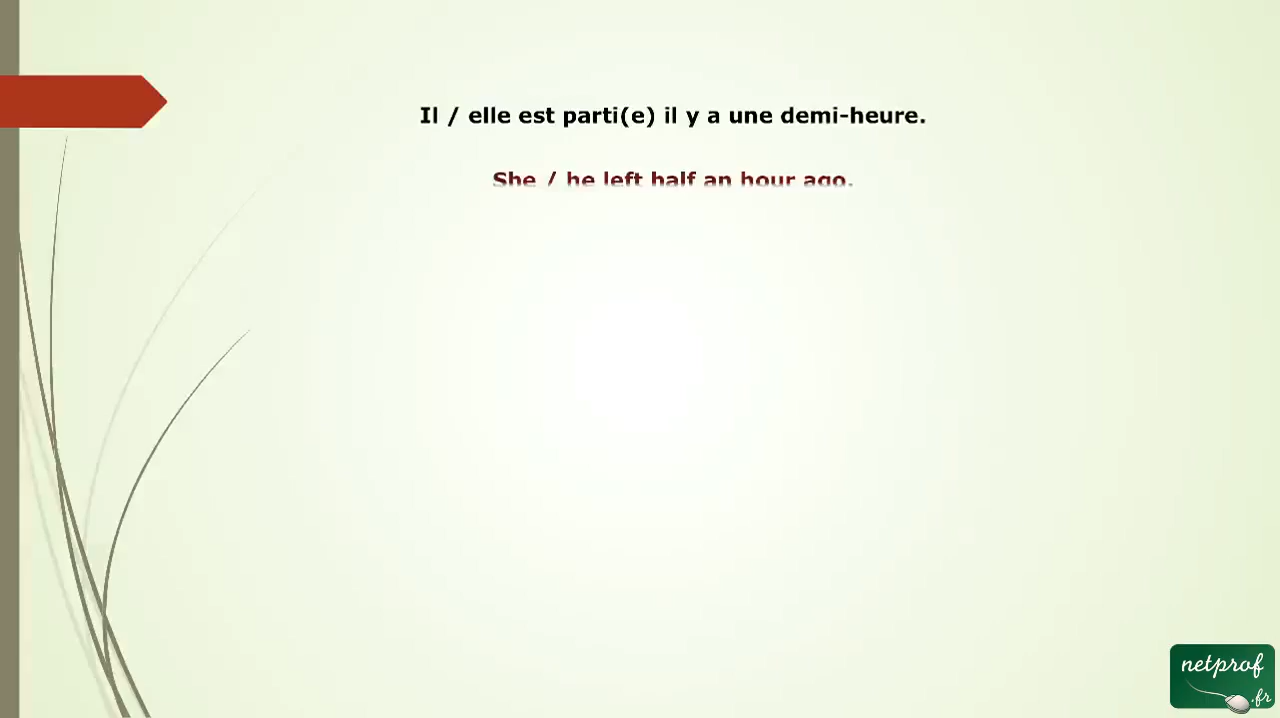 Il / elle est parti(e) il y a une demi-heure.
She / he left half an hour ago.
netprof
.fr